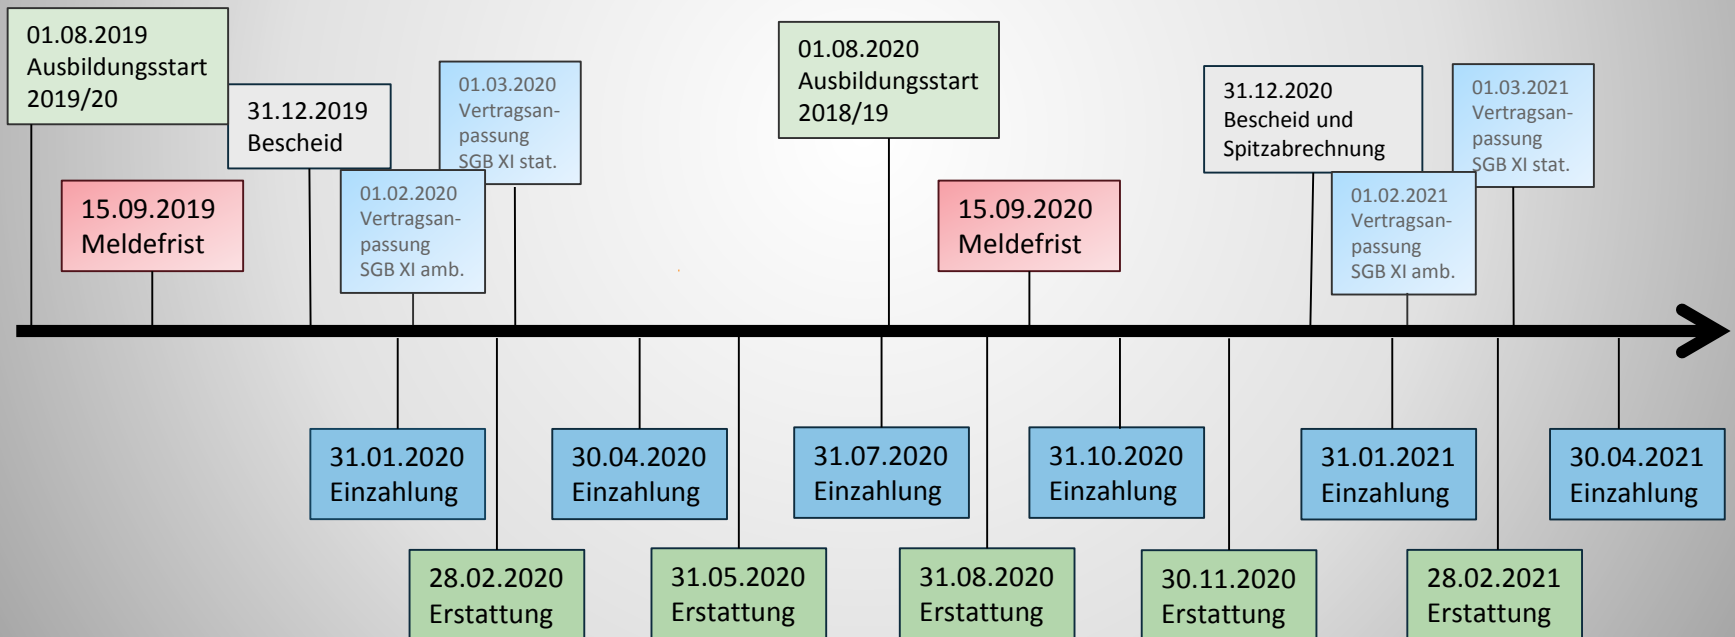 01.08.2019
Ausbildungsstart
2019/20
15.09.2019
Meldefrist
31.12.2019
Bescheid
01.02.2020
Vertragsan-
passung
SGB XI amb.
01.03.2020
Vertragsan-
passung
SGB XI stat.
01.08.2020
Ausbildungsstart
2018/19
15.09.2020
Meldefrist
31.12.2020
Bescheid und
Spitzabrechnung
01.02.2021
Vertragsan-
passung
SGB XI amb.
01.03.2021
Vertragsan-
passung
SGB XI stat.
31.01.2020
Einzahlung
30.04.2020
Einzahlung
31.07.2020
Einzahlung
31.10.2020
Einzahlung
31.01.2021
Einzahlung
30.04.2021
Einzahlung
28.02.2020
Erstattung
31.05.2020
Erstattung
31.08.2020
Erstattung
30.11.2020
Erstattung
28.02.2021
Erstattung